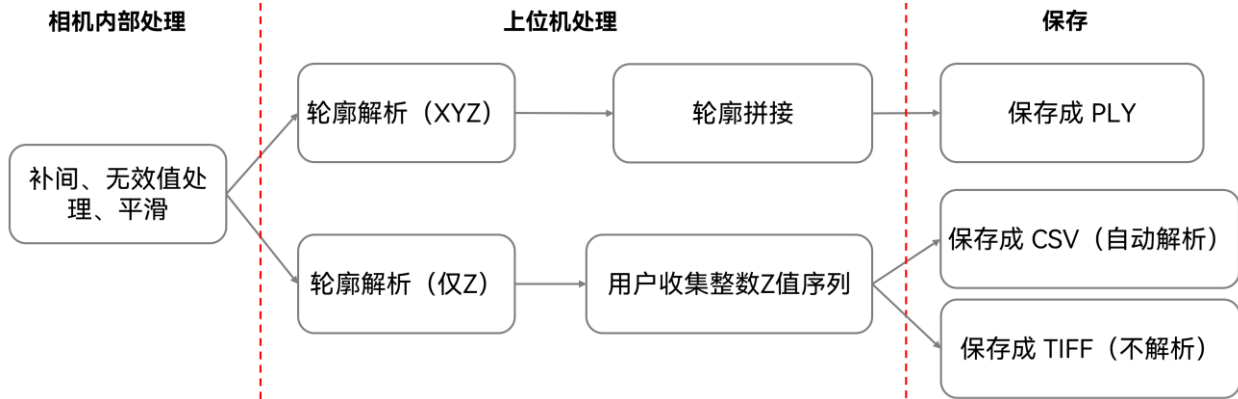 相机内部处理
上位机处理
保存
轮廓解析（XYZ）
轮廓拼接
保存成 PLY
补间、无效值处
理、平滑
保存成 CSV（自动解析）
轮廓解析（仅Z）
用户收集整数Z值序列
保存成 TIFF（不解析）